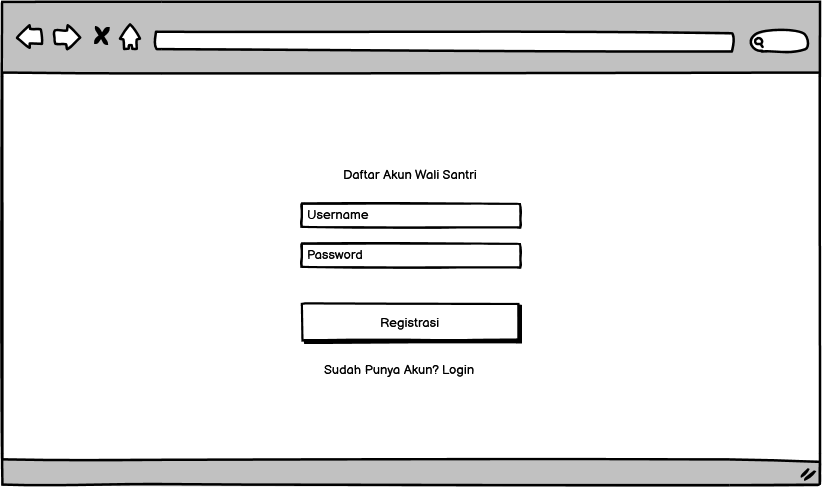 Daftar Akun Wali Santri
Username
Password
Registrasi
Sudah Punya Akun? Login